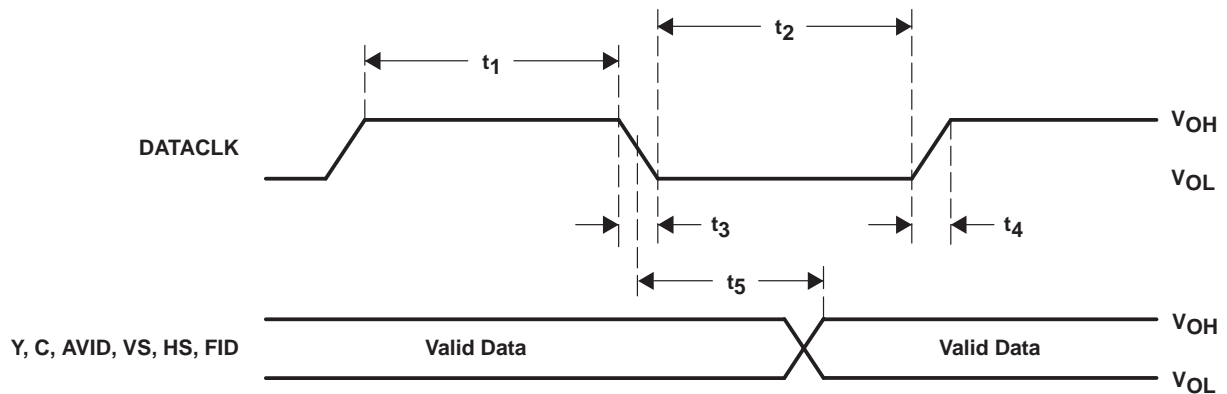 t2
t1
VOH
DATACLK
VOL
t3
t4
t5
VOH
Y, C, AVID, VS, HS, FID
Valid Data
Valid Data
VOL